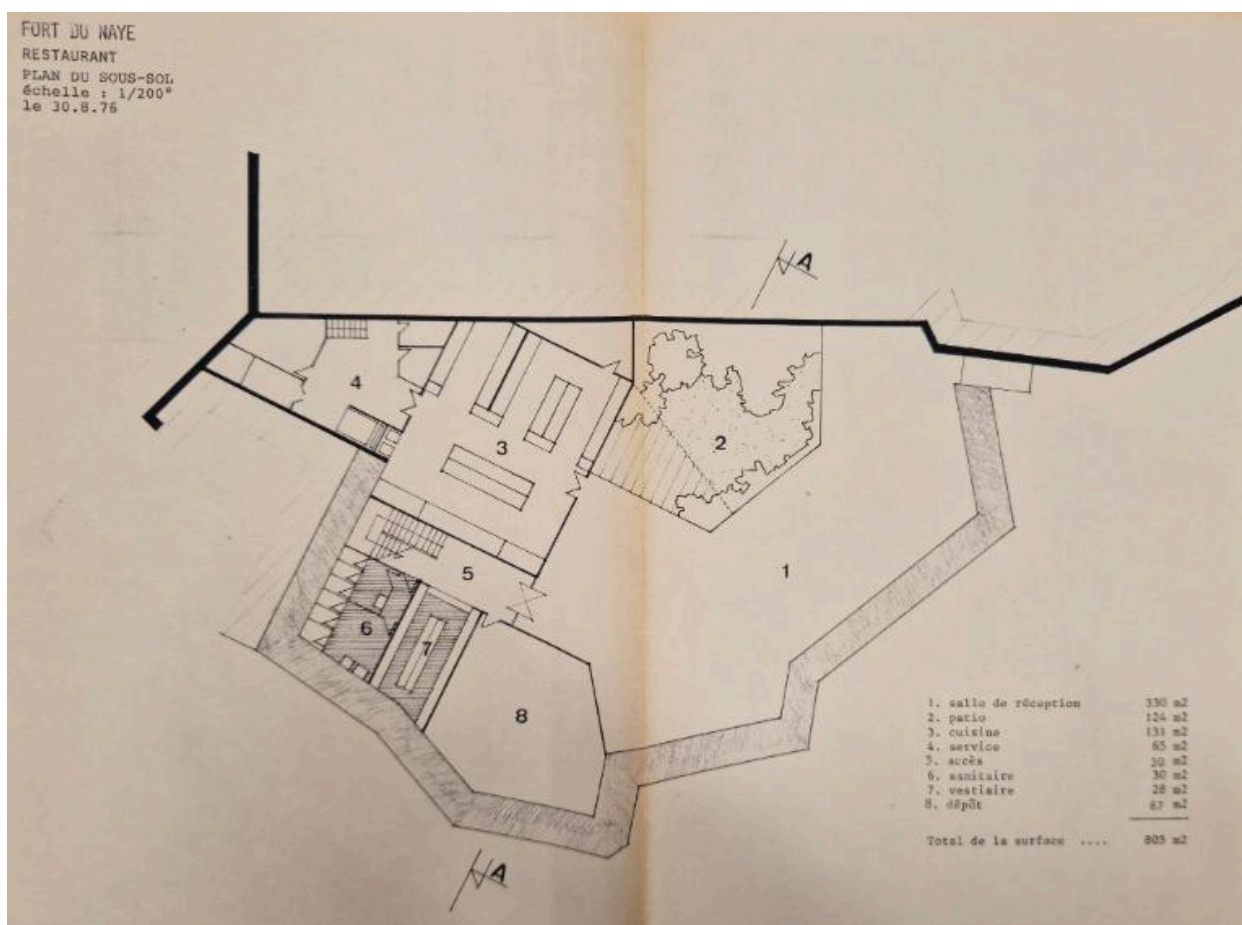 FORT DU NAYE
RESTAURANT
PLAN DU SOUS-SOL
échelle : 1/200°
le 30.8.76
A
4
3
2
5
1
6
7
8
1. salle de réception 330 m2
2. patio 124 m2
3. cuisine 131 m2
4. service 65 m2
5. accès 30 m2
6. sanitaire 30 m2
7. vestiaire 28 m2
8. dépôt 67 m2
Total de la surface .... 805 m2
A